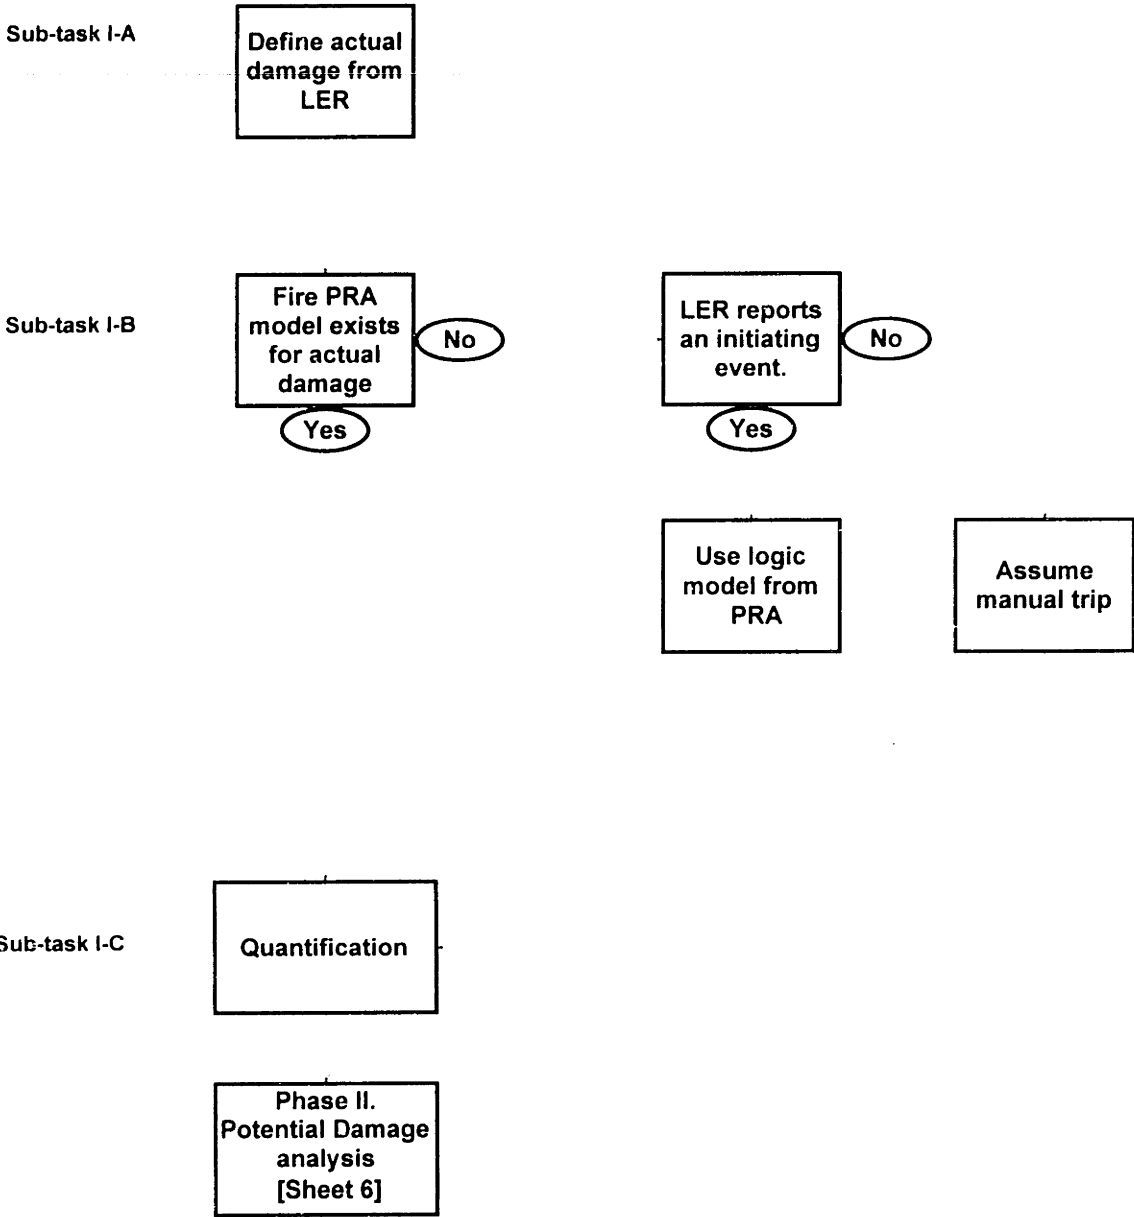 Sub-task I-A
Define actual
damage from
LER
Sub-task I-B
Fire PRA
model exists
for actual
damage
No
Yes
LER reports
an initiating
event.
No
Yes
Use logic
model from
PRA
Assume
manual trip
Sub-task I-C
Quantification
Phase II.
Potential Damage
analysis
[Sheet 6]